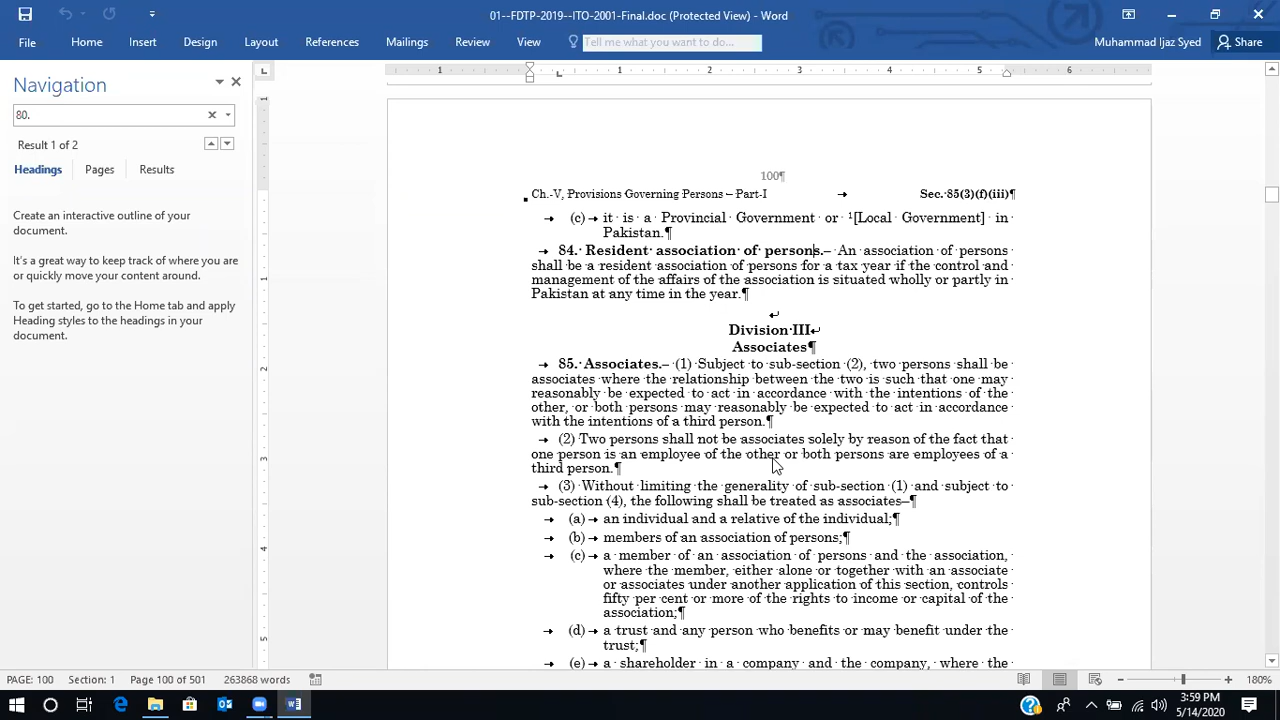 01--FDTP-2019--ITO-2001-Final.docx (Protected View) - Word
File Home Insert Design Layout References Mailings Review View Tell me what you want to do... Muhammad Ijaz Syed Share
Navigation
80.
Result 1 of 2
Headings Pages Results
Create an interactive outline of your
document.
It's a great way to keep track of where you
are or quickly move your content around.
To get started, go to the Home tab and apply
Heading styles to the headings in your
document.
1 1 2 3 4 5 6
1
1
2
3
4
5
100¶
Ch.-V, Provisions Governing Persons – Part-I → Sec. 85(3)(f)(iii)¶
→ (c) → it is a Provincial Government or ¹[Local Government] in
Pakistan.¶
→ 84. Resident association of persons.– An association of persons
shall be a resident association of persons for a tax year if the control and
management of the affairs of the association is situated wholly or partly in
Pakistan at any time in the year.¶
↵
Division III↵
Associates¶
→ 85. Associates.– (1) Subject to sub-section (2), two persons shall be
associates where the relationship between the two is such that one may
reasonably be expected to act in accordance with the intentions of the
other, or both persons may reasonably be expected to act in accordance
with the intentions of a third person.¶
→ (2) Two persons shall not be associates solely by reason of the fact that
one person is an employee of the other or both persons are employees of a
third person.¶
→ (3) Without limiting the generality of sub-section (1) and subject to
sub-section (4), the following shall be treated as associates–¶
→ (a) → an individual and a relative of the individual;¶
→ (b) → members of an association of persons;¶
→ (c) → a member of an association of persons and the association,
where the member, either alone or together with an associate
or associates under another application of this section, controls
fifty per cent or more of the rights to income or capital of the
association;¶
→ (d) → a trust and any person who benefits or may benefit under the
trust;¶
→ (e) → a shareholder in a company and the company, where the
PAGE: 100 Section: 1 Page 100 of 501 263868 words 180%
3:59 PM
5/14/2020